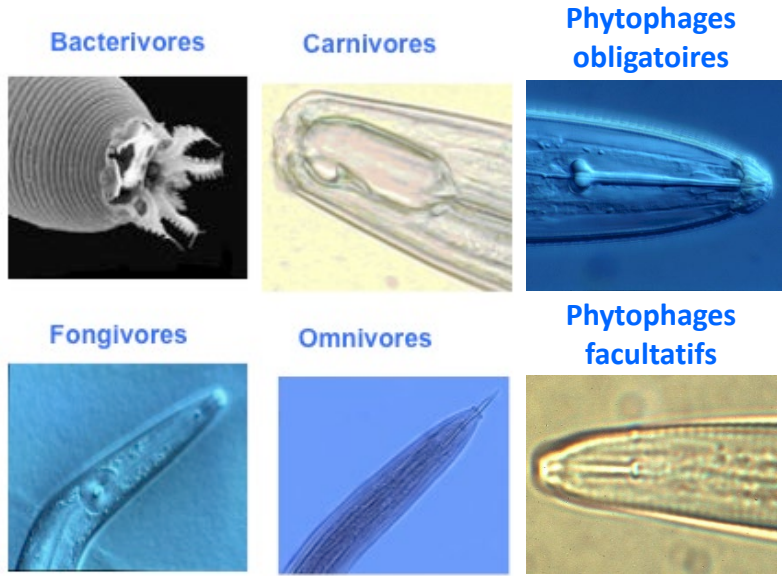 Bacterivores
Carnivores
Phytophages
obligatoires
Fongivores
Omnivores
Phytophages
facultatifs